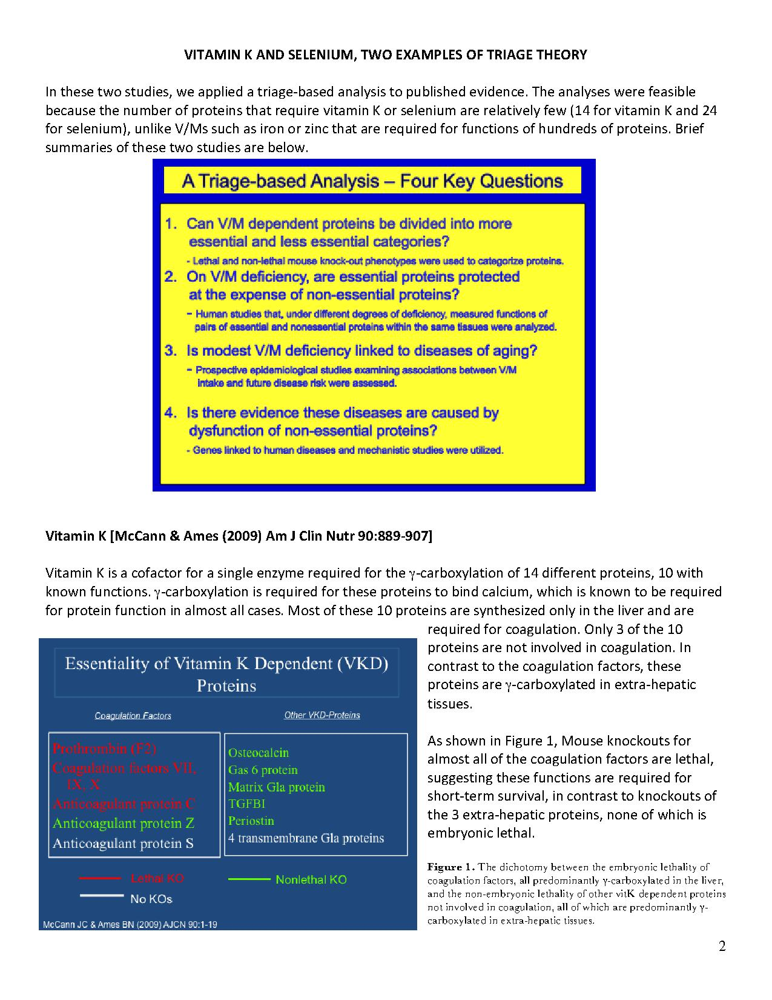 VITAMIN K AND SELENIUM, TWO EXAMPLES OF TRIAGE THEORY
In these two studies, we applied a triage-based analysis to published evidence. The analyses were feasible
because the number of proteins that require vitamin K or selenium are relatively few (14 for vitamin K and 24
for selenium), unlike V/Ms such as iron or zinc that are required for functions of hundreds of proteins. Brief
summaries of these two studies are below.
A Triage-based Analysis – Four Key Questions
1. Can V/M dependent proteins be divided into more
essential and less essential categories?
- Lethal and non-lethal mouse knock-out phenotypes were used to categorize proteins.
2. On V/M deficiency, are essential proteins protected
at the expense of non-essential proteins?
– Human studies that, under different degrees of deficiency, measured functions of
pairs of essential and nonessential proteins within the same tissues were analyzed.
3. Is modest V/M deficiency linked to diseases of aging?
– Prospective epidemiological studies examining associations between V/M
intake and future disease risk were assessed.
4. Is there evidence these diseases are caused by
dysfunction of non-essential proteins?
- Genes linked to human diseases and mechanistic studies were utilized.
Vitamin K [McCann & Ames (2009) Am J Clin Nutr 90:889-907]
Vitamin K is a cofactor for a single enzyme required for the γ-carboxylation of 14 different proteins, 10 with
known functions. γ-carboxylation is required for these proteins to bind calcium, which is known to be required
for protein function in almost all cases. Most of these 10 proteins are synthesized only in the liver and are
required for coagulation. Only 3 of the 10
proteins are not involved in coagulation. In
contrast to the coagulation factors, these
proteins are γ-carboxylated in extra-hepatic
tissues.
As shown in Figure 1, Mouse knockouts for
almost all of the coagulation factors are lethal,
suggesting these functions are required for
short-term survival, in contrast to knockouts of
the 3 extra-hepatic proteins, none of which is
embryonic lethal.
Figure 1. The dichotomy between the embryonic lethality of
coagulation factors, all predominantly γ-carboxylated in the liver,
and the non-embryonic lethality of other vitK dependent proteins
not involved in coagulation, all of which are predominantly γ-
carboxylated in extra-hepatic tissues.
Essentiality of Vitamin K Dependent (VKD)
Proteins
Coagulation Factors
Prothrombin (F2)
Coagulation factors VII,
IX, X
Anticoagulant protein C
Anticoagulant protein Z
Anticoagulant protein S
Other VKD-Proteins
Osteocalcin
Gas 6 protein
Matrix Gla protein
TGFBI
Periostin
4 transmembrane Gla proteins
Lethal KO
Nonlethal KO
No KOs
McCann JC & Ames BN (2009) AJCN 90:1-19
2